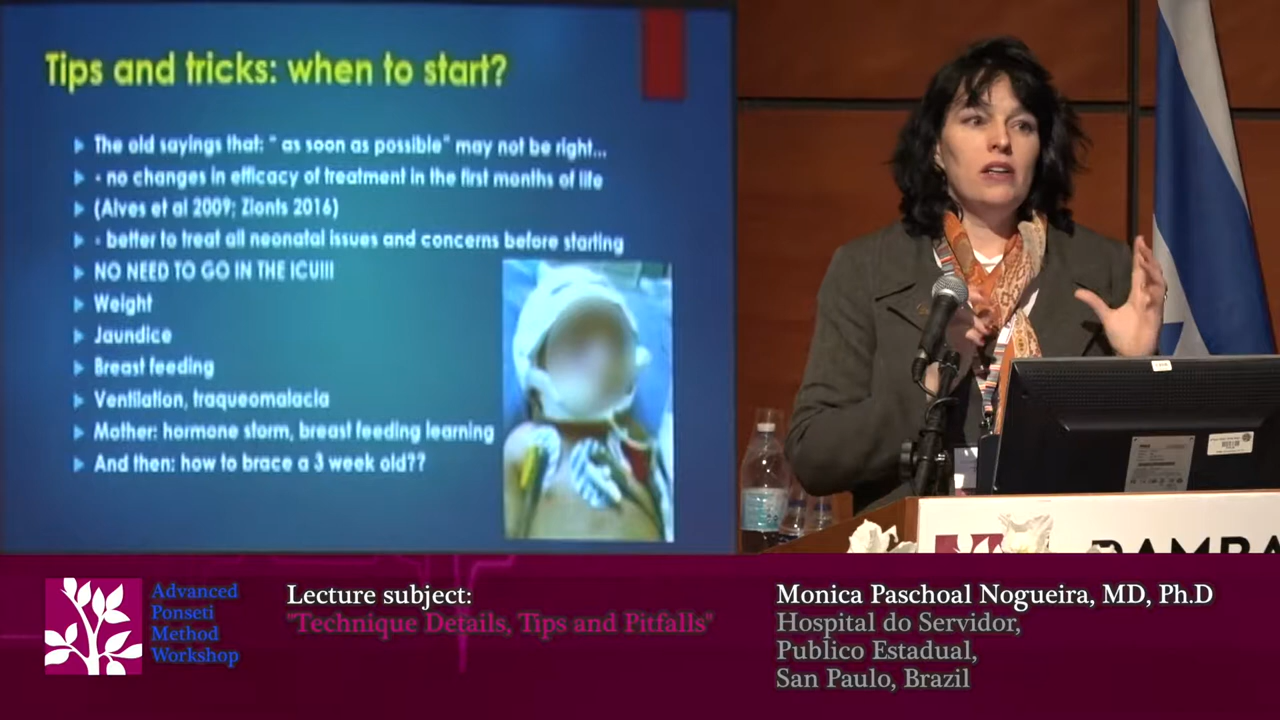 Tips and tricks: when to start?
The old sayings that: " as soon as possible" may not be right...
- no changes in efficacy of treatment in the first months of life
(Alves et al 2009; Zionts 2016)
- better to treat all neonatal issues and concerns before starting
NO NEED TO GO IN THE ICU!!!
Weight
Jaundice
Breast feeding
Ventilation, traqueomalacia
Mother: hormone storm, breast feeding learning
And then: how to brace a 3 week old??
Advanced
Ponseti
Method
Workshop
Lecture subject:
"Technique Details, Tips and Pitfalls"
Monica Paschoal Nogueira, MD, Ph.D
Hospital do Servidor,
Publico Estadual,
San Paulo, Brazil